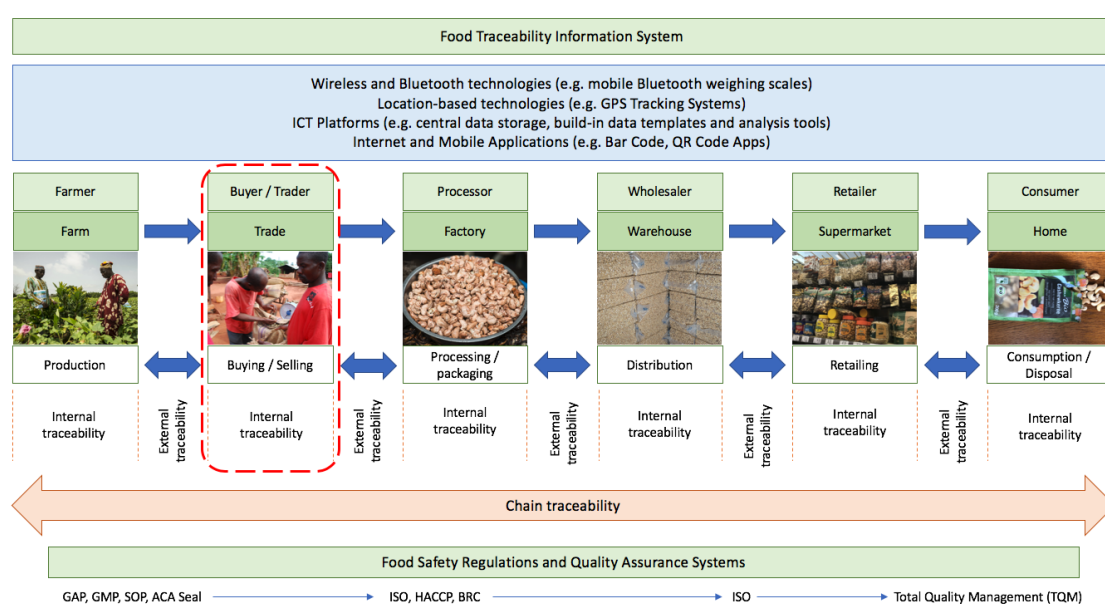 Food Traceability Information System
Wireless and Bluetooth technologies (e.g. mobile Bluetooth weighing scales)
Location-based technologies (e.g. GPS Tracking Systems)
ICT Platforms (e.g. central data storage, build-in data templates and analysis tools)
Internet and Mobile Applications (e.g. Bar Code, QR Code Apps)
Farmer
Buyer / Trader
Processor
Wholesaler
Retailer
Consumer
Farm
Trade
Factory
Warehouse
Supermarket
Home
Production
Buying / Selling
Processing /
packaging
Distribution
Retailing
Consumption /
Disposal
Internal
traceability
External
traceability
Internal
traceability
External
traceability
Internal
traceability
External
traceability
Internal
traceability
External
traceability
Internal
traceability
External
traceability
Internal
traceability
Chain traceability
Food Safety Regulations and Quality Assurance Systems
GAP, GMP, SOP, ACA Seal
ISO, HACCP, BRC
ISO
Total Quality Management (TQM)